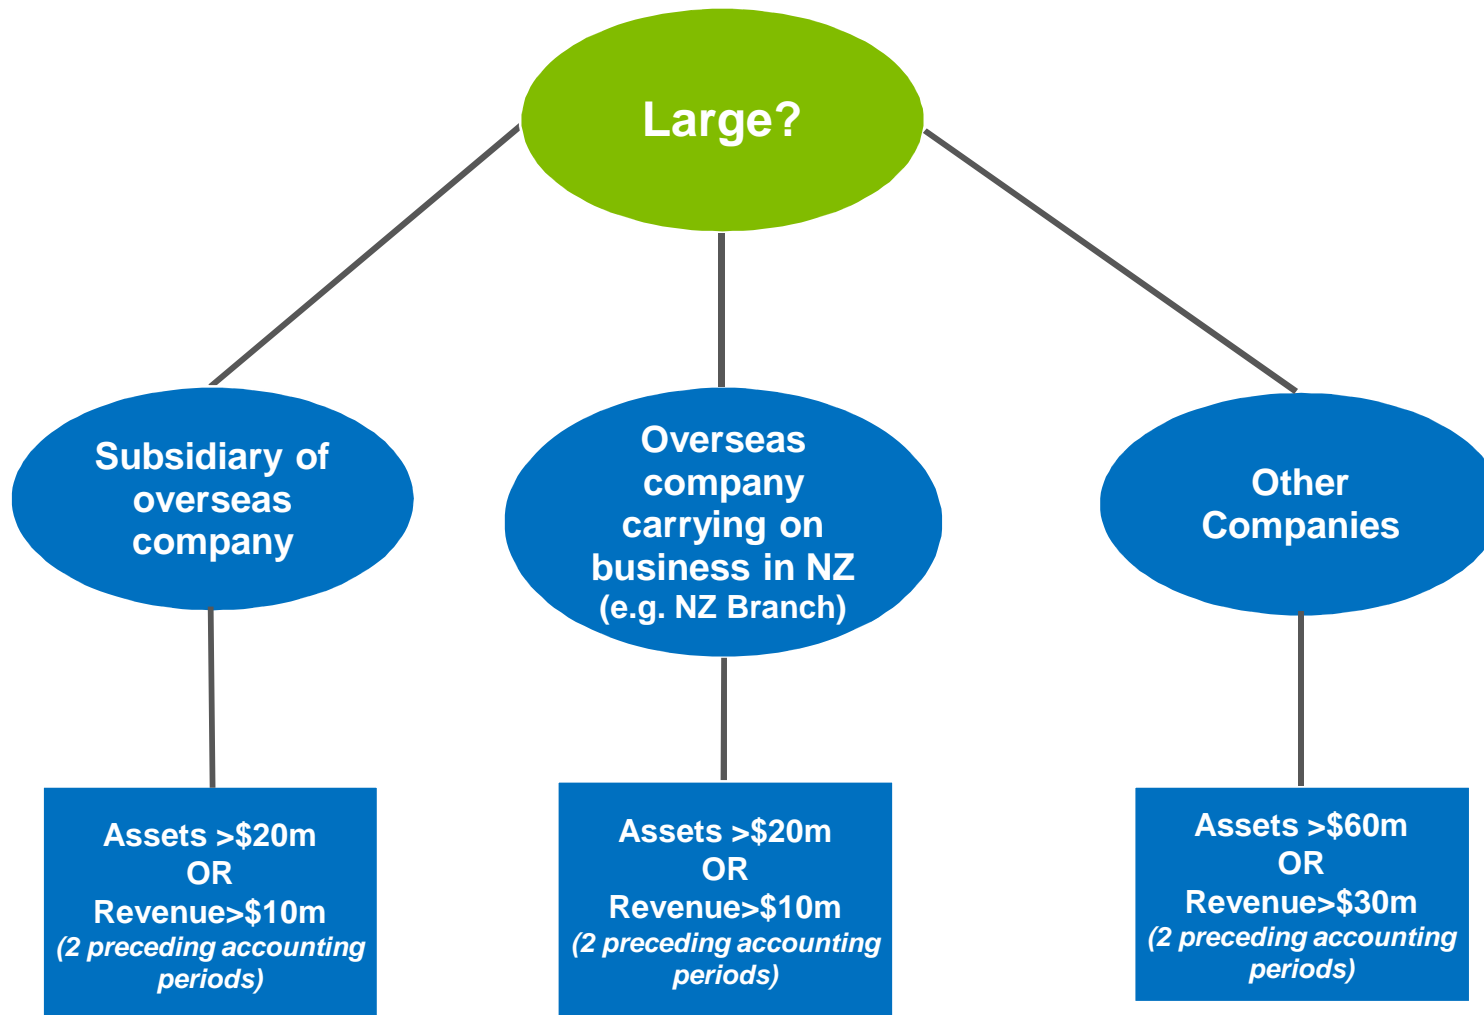 Large?
Subsidiary of
overseas
company
Overseas
company
carrying on
business in NZ
(e.g. NZ Branch)
Other
Companies
Assets >$20m
OR
Revenue>$10m
(2 preceding accounting
periods)
Assets >$20m
OR
Revenue>$10m
(2 preceding accounting
periods)
Assets >$60m
OR
Revenue>$30m
(2 preceding accounting
periods)